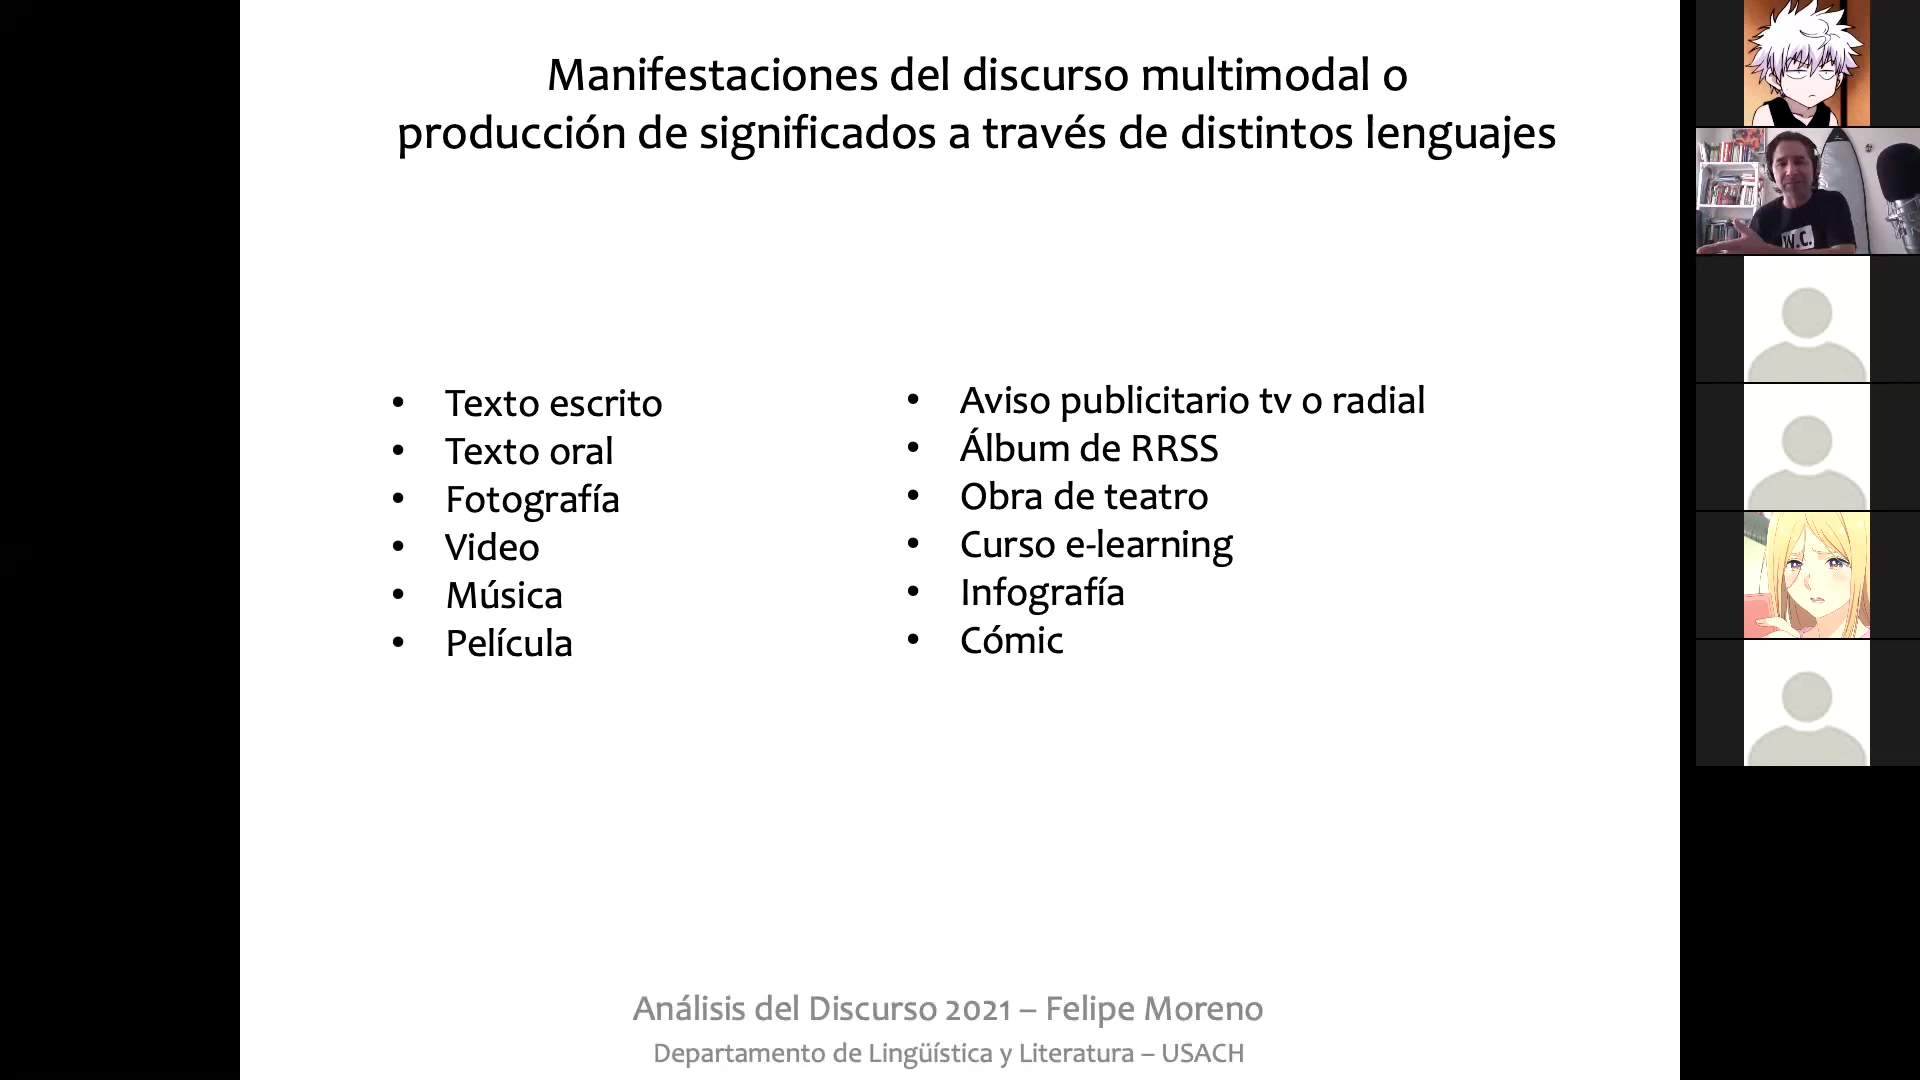 Manifestaciones del discurso multimodal o
producción de significados a través de distintos lenguajes
• Texto escrito
• Texto oral
• Fotografía
• Video
• Música
• Película
• Aviso publicitario tv o radial
• Álbum de RRSS
• Obra de teatro
• Curso e-learning
• Infografía
• Cómic
Análisis del Discurso 2021 – Felipe Moreno
Departamento de Lingüística y Literatura – USACH
W.C.